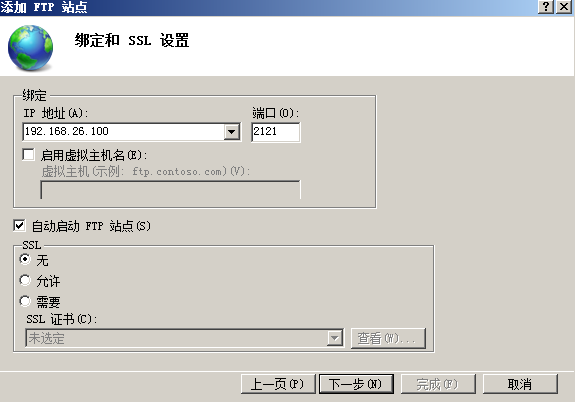 添加 FTP 站点
绑定和 SSL 设置
绑定
IP 地址(A): 端口(O):
192.168.26.100 2121
启用虚拟主机名(E):
虚拟主机(示例: ftp.contoso.com)(V):
自动启动 FTP 站点(S)
SSL
无
允许
需要
SSL 证书(C):
未选定 查看(W)...
上一页(P) 下一步(N) 完成(F) 取消